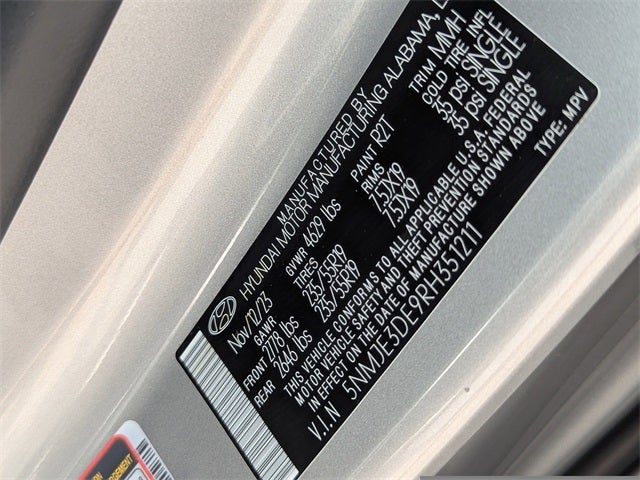 MANUFACTURED BY
HYUNDAI MOTOR MANUFACTURING ALABAMA,
Nov/12/23 GVWR 4629 lbs PAINT R2T TRIM MMH
GAWR TIRES RIMS COLD TIRE INFL
FRONT 2778 lbs 235/55R19 7.5JX19 35 psi SINGLE
REAR 2646 lbs 235/55R19 7.5JX19 35 psi SINGLE
THIS VEHICLE CONFORMS TO ALL APPLICABLE U.S.A. FEDERAL
MOTOR VEHICLE SAFETY AND THEFT PREVENTION STANDARDS
IN EFFECT ON THE DATE OF MANUFACTURE SHOWN ABOVE
V.I.N 5NMJE3DE9RH351211 TYPE: MPV